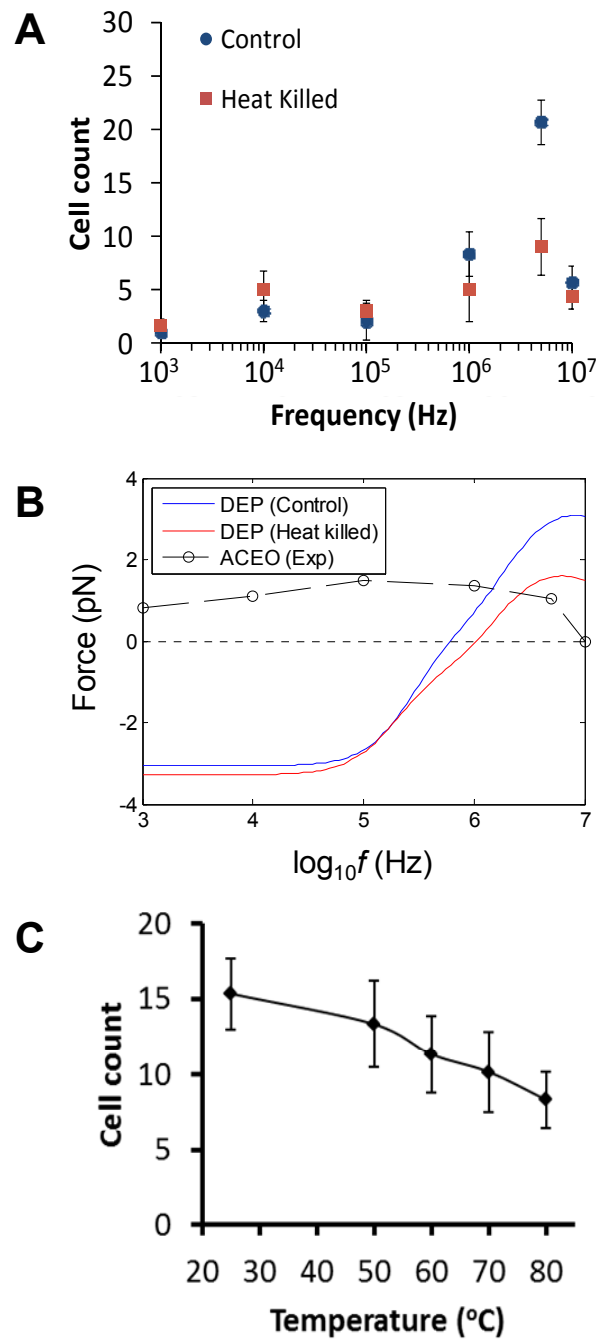 A
Cell count
30
25
20
15
10
5
0
Control
Heat Killed
10³ 10⁴ 10⁵ 10⁶ 10⁷
Frequency (Hz)
B
Force (pN)
4
2
0
-2
-4
DEP (Control)
DEP (Heat killed)
ACEO (Exp)
3 4 5 6 7
log₁₀f (Hz)
C
Cell count
20
15
10
5
0
20 30 40 50 60 70 80
Temperature (ºC)